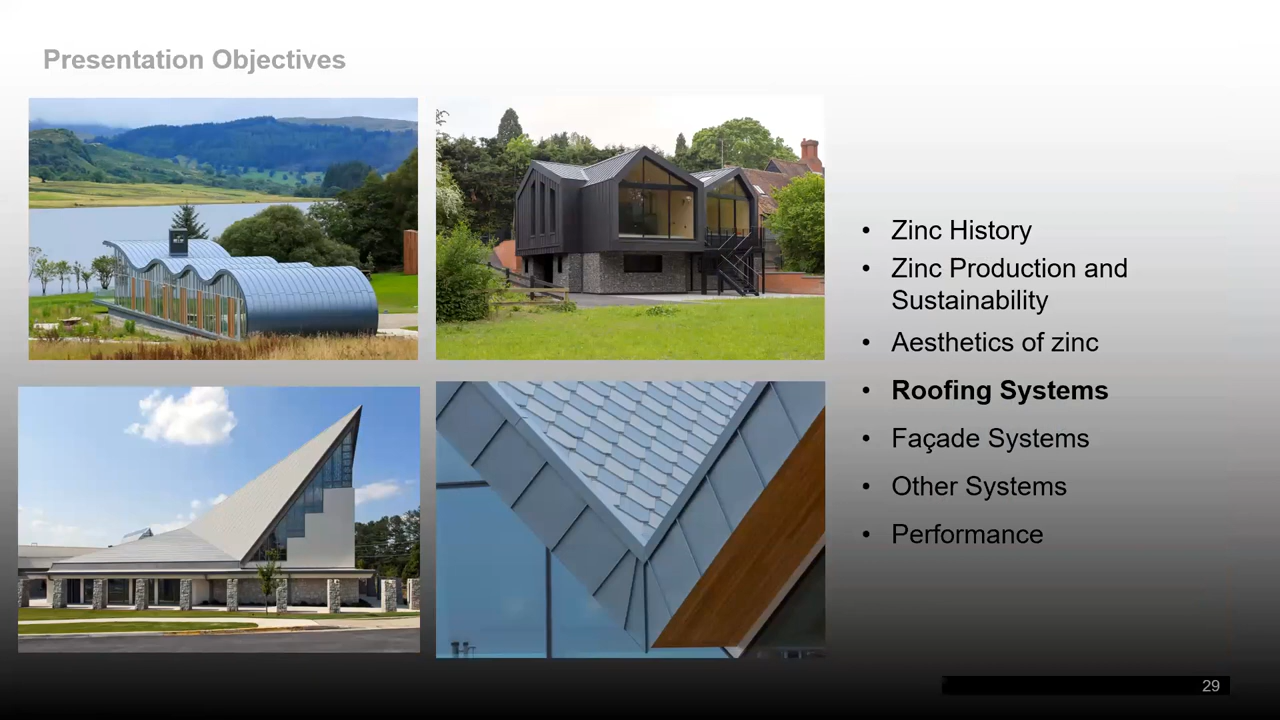 Presentation Objectives
• Zinc History
• Zinc Production and
Sustainability
• Aesthetics of zinc
• Roofing Systems
• Façade Systems
• Other Systems
• Performance
29